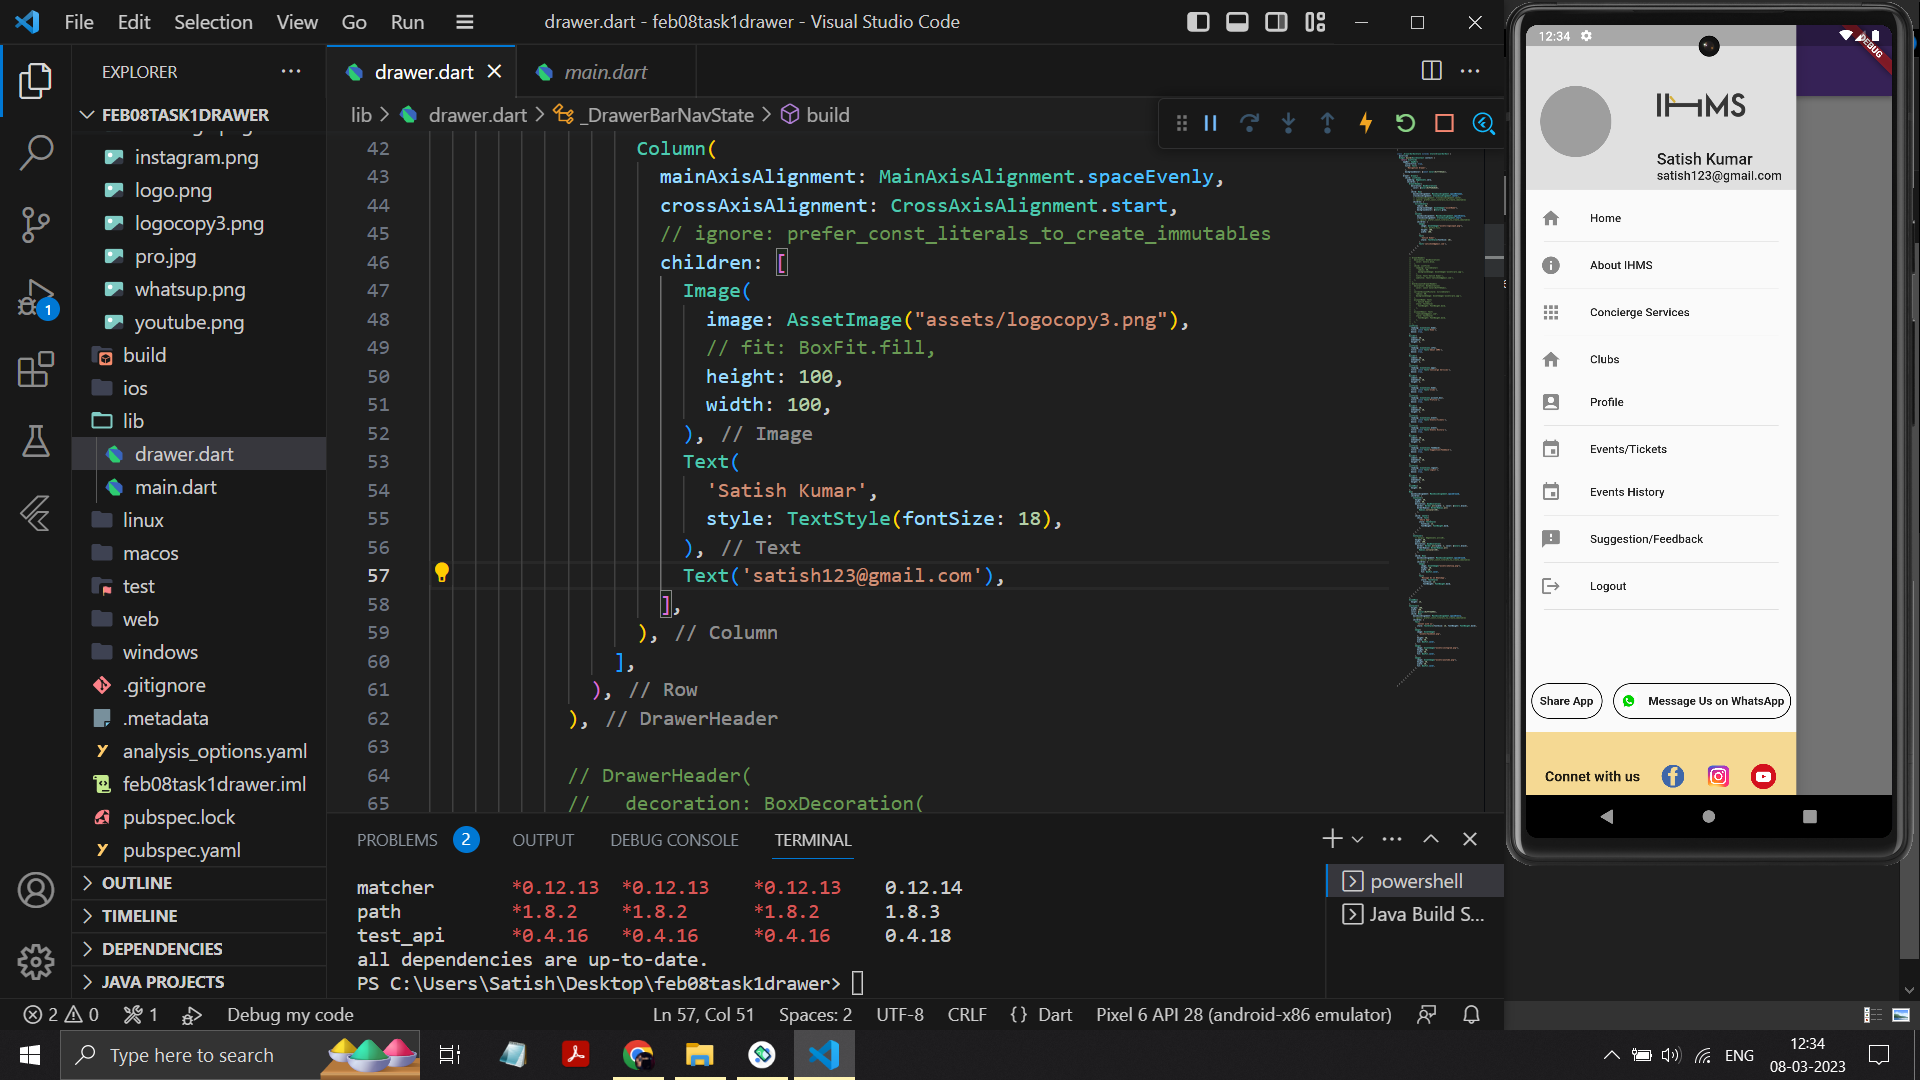 File Edit Selection View Go Run
drawer.dart - feb08task1drawer - Visual Studio Code
EXPLORER
FEB08TASK1DRAWER
instagram.png
logo.png
logocopy3.png
pro.jpg
whatsup.png
youtube.png
build
ios
lib
drawer.dart
main.dart
linux
macos
test
web
windows
.gitignore
.metadata
analysis_options.yaml
feb08task1drawer.iml
pubspec.lock
pubspec.yaml
OUTLINE
TIMELINE
DEPENDENCIES
JAVA PROJECTS
1
drawer.dart
main.dart
lib > drawer.dart > _DrawerBarNavState > build
42 Column(
43 mainAxisAlignment: MainAxisAlignment.spaceEvenly,
44 crossAxisAlignment: CrossAxisAlignment.start,
45 // ignore: prefer_const_literals_to_create_immutables
46 children: [
47 Image(
48 image: AssetImage("assets/logocopy3.png"),
49 // fit: BoxFit.fill,
50 height: 100,
51 width: 100,
52 ), // Image
53 Text(
54 'Satish Kumar',
55 style: TextStyle(fontSize: 18),
56 ), // Text
57 Text('satish123@gmail.com'),
58 ],
59 ), // Column
60 ],
61 ), // Row
62 ), // DrawerHeader
63
64 // DrawerHeader(
65 // decoration: BoxDecoration(
PROBLEMS 2 OUTPUT DEBUG CONSOLE TERMINAL
matcher *0.12.13 *0.12.13 *0.12.13 0.12.14
path *1.8.2 *1.8.2 *1.8.2 1.8.3
test_api *0.4.16 *0.4.16 *0.4.16 0.4.18
all dependencies are up-to-date.
PS C:\Users\Satish\Desktop\feb08task1drawer>
powershell
Java Build S...
2 0 1 Debug my code
Ln 57, Col 51 Spaces: 2 UTF-8 CRLF {} Dart Pixel 6 API 28 (android-x86 emulator)
12:34
DEBUG
IHMS
Satish Kumar
satish123@gmail.com
Home
About IHMS
Concierge Services
Clubs
Profile
Events/Tickets
Events History
Suggestion/Feedback
Logout
Share App
Message Us on WhatsApp
Connet with us
Type here to search
ENG
12:34
08-03-2023